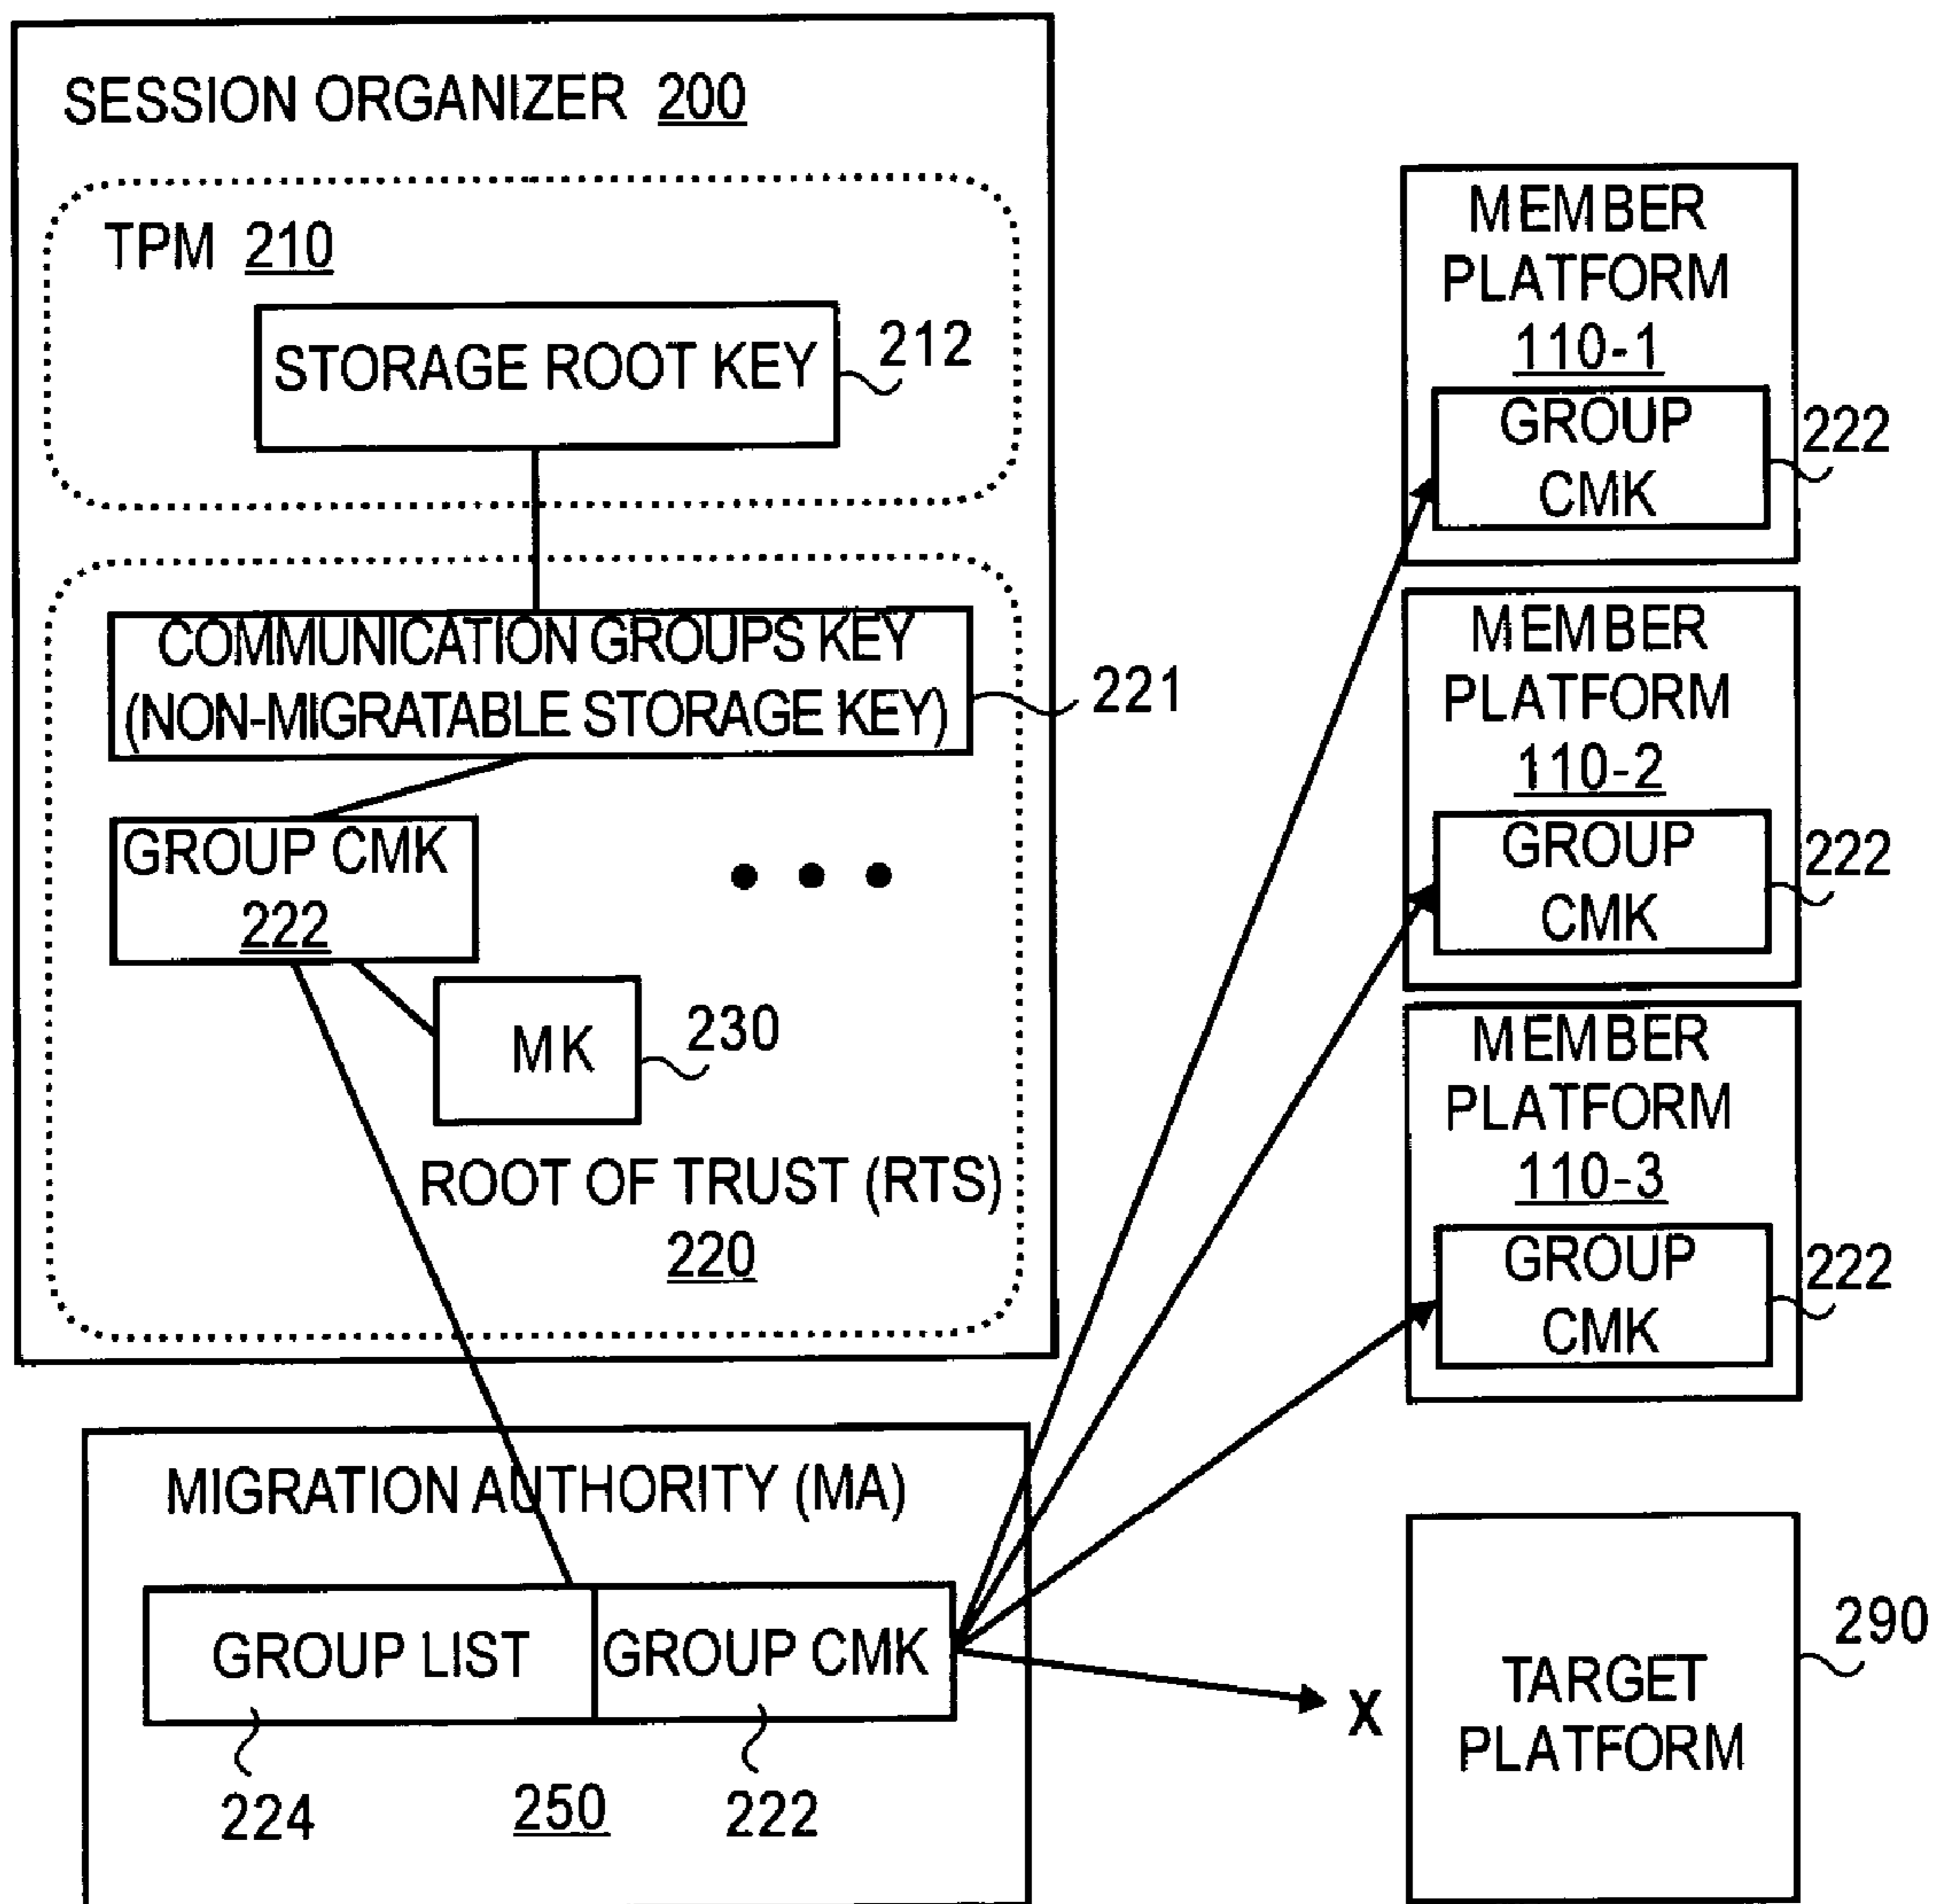 SESSION ORGANIZER 200
TPM 210
STORAGE ROOT KEY
212
COMMUNICATION GROUPS KEY
(NON-MIGRATABLE STORAGE KEY)
221
GROUP CMK
222
MK
230
ROOT OF TRUST (RTS)
220
MIGRATION AUTHORITY (MA)
GROUP LIST
GROUP CMK
224
250
222
MEMBER
PLATFORM
110-1
GROUP
CMK
222
MEMBER
PLATFORM
110-2
GROUP
CMK
222
MEMBER
PLATFORM
110-3
GROUP
CMK
222
X
TARGET
PLATFORM
290